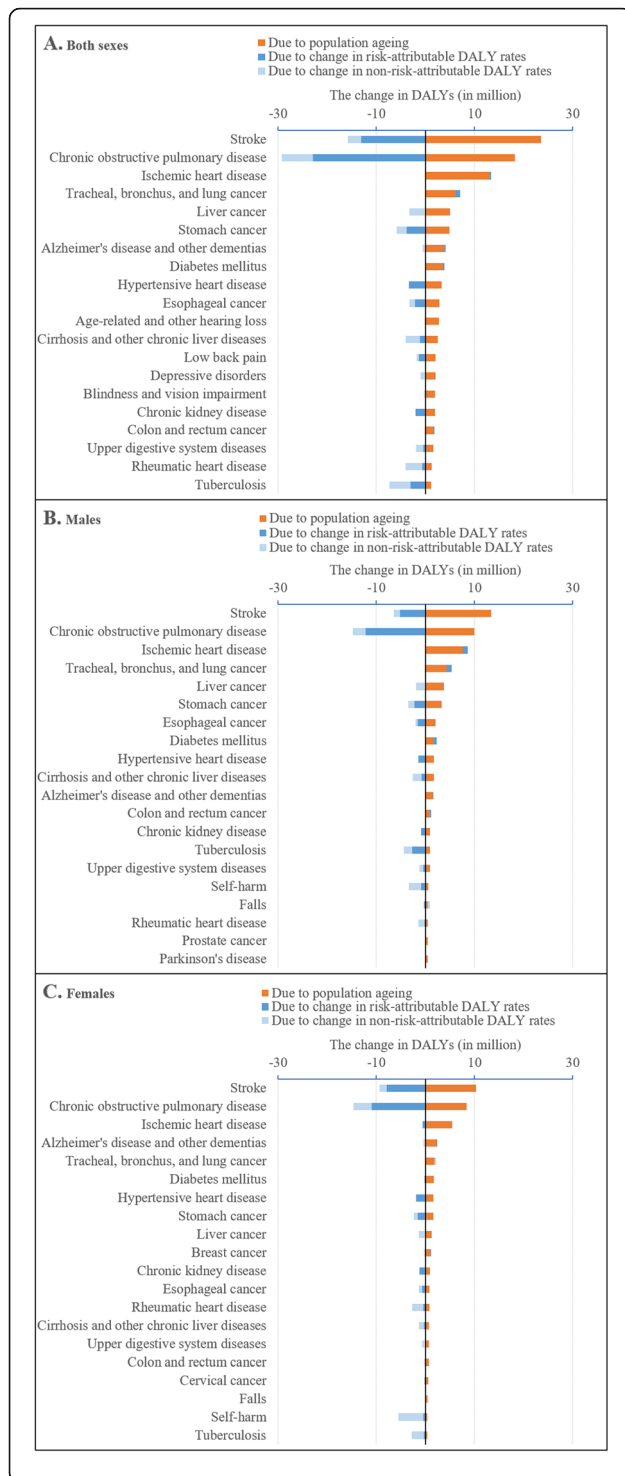 A. Both sexes
Due to population ageing
Due to change in risk-attributable DALY rates
Due to change in non-risk-attributable DALY rates
The change in DALYs (in million)
-30 -10 10 30
Stroke
Chronic obstructive pulmonary disease
Ischemic heart disease
Tracheal, bronchus, and lung cancer
Liver cancer
Stomach cancer
Alzheimer's disease and other dementias
Diabetes mellitus
Hypertensive heart disease
Esophageal cancer
Age-related and other hearing loss
Cirrhosis and other chronic liver diseases
Low back pain
Depressive disorders
Blindness and vision impairment
Chronic kidney disease
Colon and rectum cancer
Upper digestive system diseases
Rheumatic heart disease
Tuberculosis
B. Males
Due to population ageing
Due to change in risk-attributable DALY rates
Due to change in non-risk-attributable DALY rates
The change in DALYs (in million)
-30 -10 10 30
Stroke
Chronic obstructive pulmonary disease
Ischemic heart disease
Tracheal, bronchus, and lung cancer
Liver cancer
Stomach cancer
Esophageal cancer
Diabetes mellitus
Hypertensive heart disease
Cirrhosis and other chronic liver diseases
Alzheimer's disease and other dementias
Colon and rectum cancer
Chronic kidney disease
Tuberculosis
Upper digestive system diseases
Self-harm
Falls
Rheumatic heart disease
Prostate cancer
Parkinson's disease
C. Females
Due to population ageing
Due to change in risk-attributable DALY rates
Due to change in non-risk-attributable DALY rates
The change in DALYs (in million)
-30 -10 10 30
Stroke
Chronic obstructive pulmonary disease
Ischemic heart disease
Alzheimer's disease and other dementias
Tracheal, bronchus, and lung cancer
Diabetes mellitus
Hypertensive heart disease
Stomach cancer
Liver cancer
Breast cancer
Chronic kidney disease
Esophageal cancer
Rheumatic heart disease
Cirrhosis and other chronic liver diseases
Upper digestive system diseases
Colon and rectum cancer
Cervical cancer
Falls
Self-harm
Tuberculosis